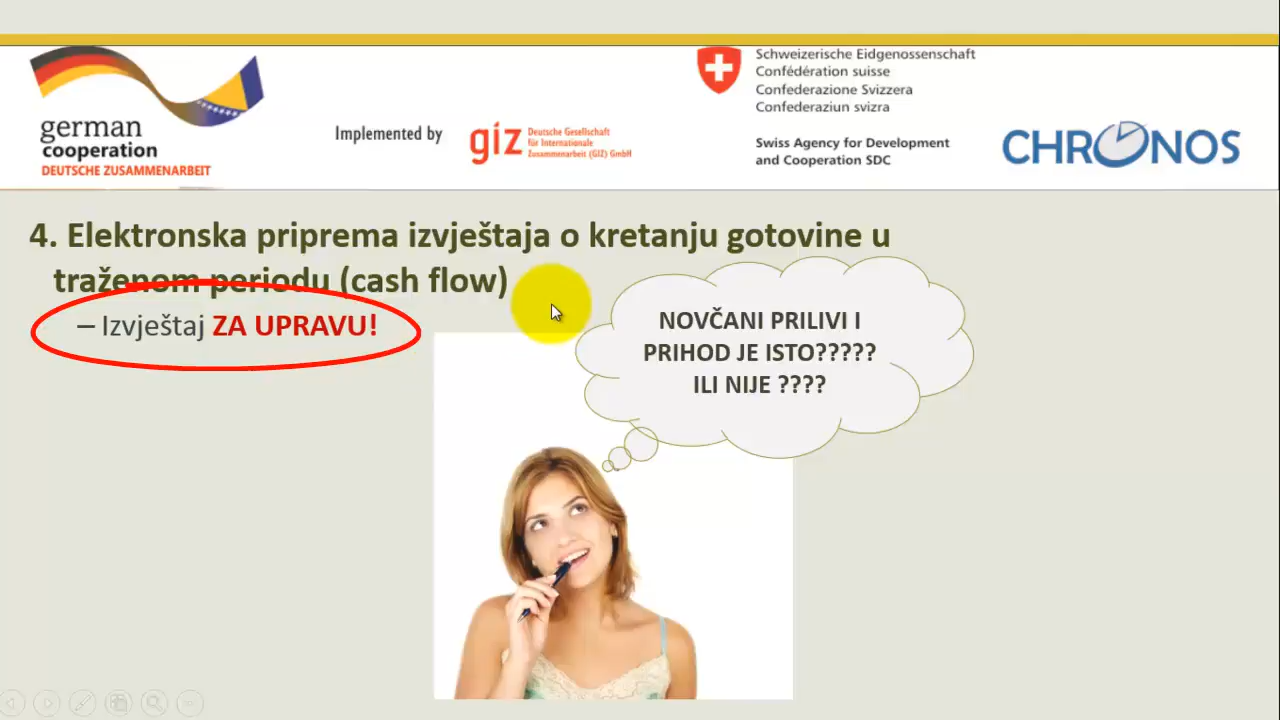 german
cooperation
DEUTSCHE ZUSAMMENARBEIT
Implemented by
giz
Deutsche Gesellschaft
für Internationale
Zusammenarbeit (GIZ) GmbH
Schweizerische Eidgenossenschaft
Confédération suisse
Confederazione Svizzera
Confederaziun svizra
Swiss Agency for Development
and Cooperation SDC
CHRONOS
4. Elektronska priprema izvještaja o kretanju gotovine u
traženom periodu (cash flow)
– Izvještaj ZA UPRAVU!
NOVČANI PRILIVI I
PRIHOD JE ISTO?????
ILI NIJE ????